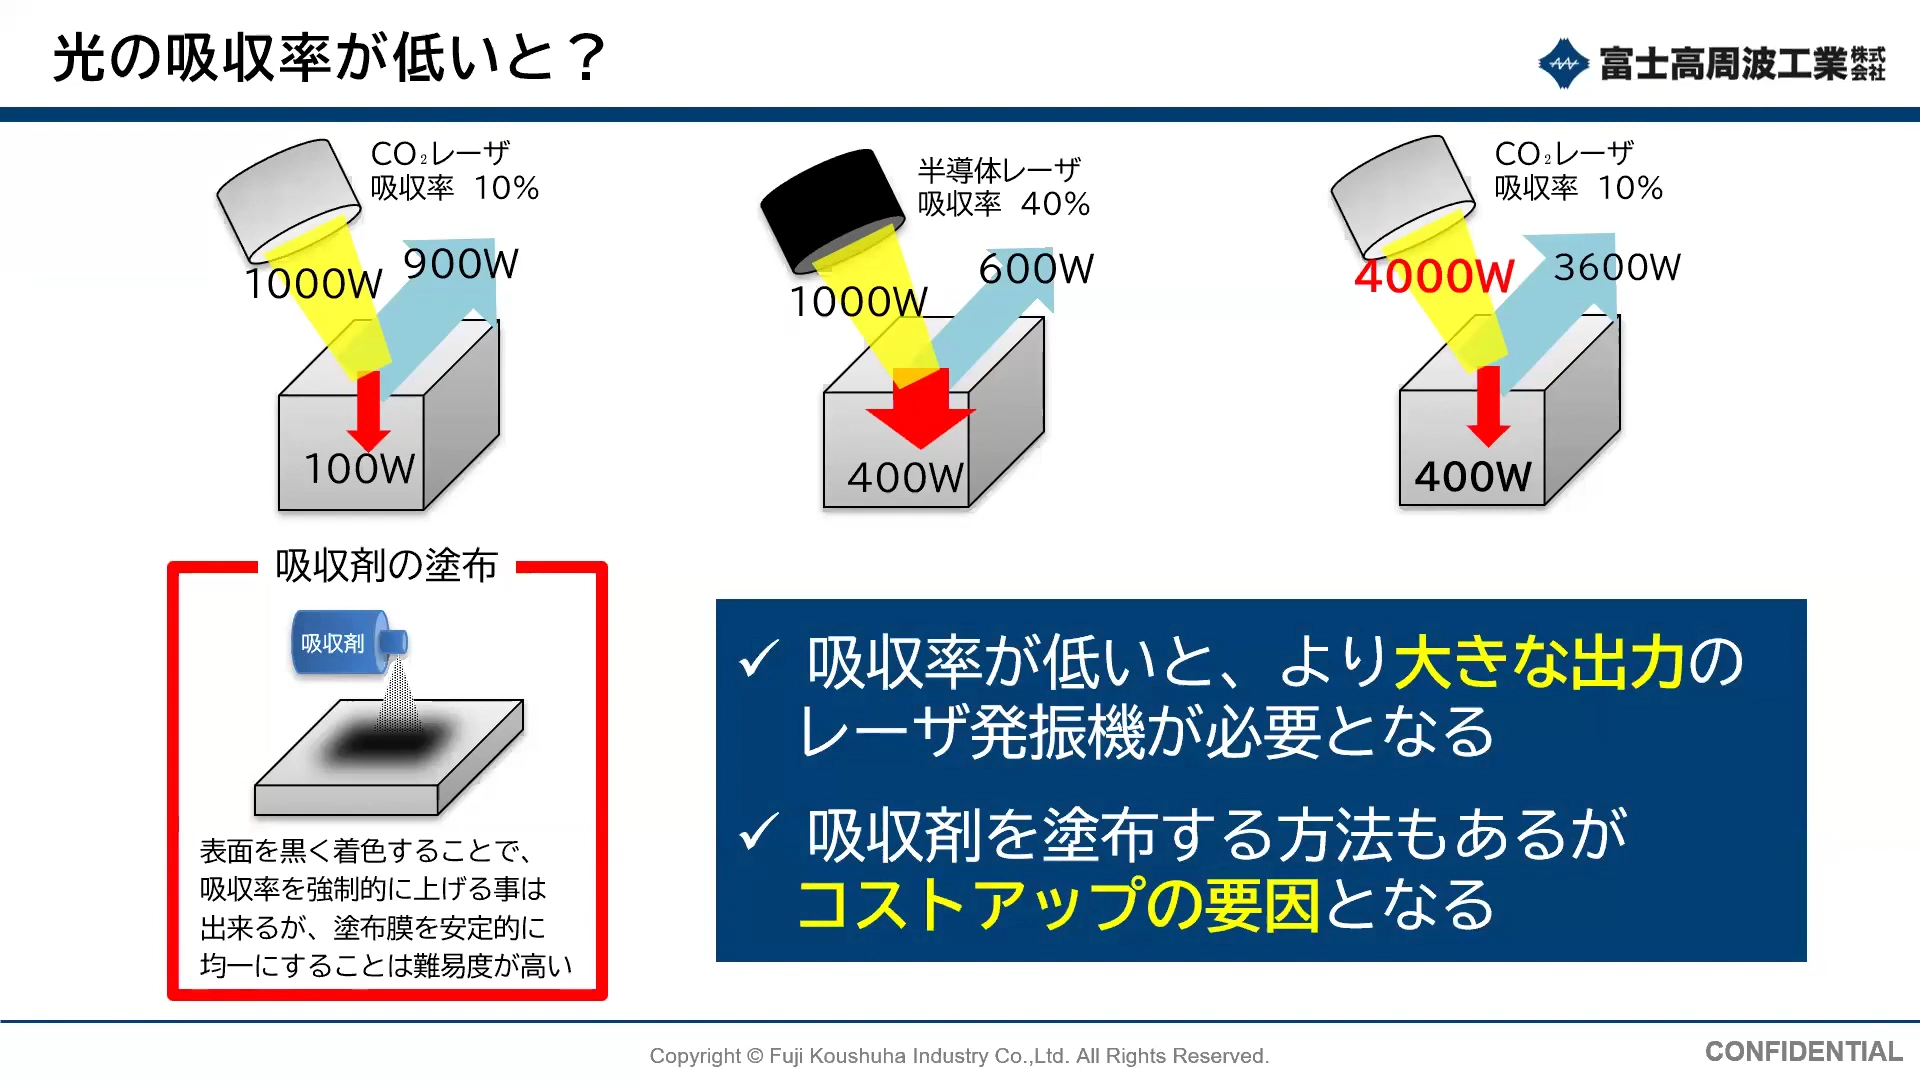 光の吸収率が低いと？
富士高周波工業株式会社
CO₂レーザ
吸収率 10%
1000W
900W
100W
半導体レーザ
吸収率 40%
1000W
600W
400W
CO₂レーザ
吸収率 10%
4000W
3600W
400W
吸収剤の塗布
吸収剤
表面を黒く着色することで、
吸収率を強制的に上げる事は
出来るが、塗布膜を安定的に
均一にすることは難易度が高い
✓ 吸収率が低いと、より大きな出力の
レーザ発振機が必要となる
✓ 吸収剤を塗布する方法もあるが
コストアップの要因となる
Copyright © Fuji Koushuha Industry Co.,Ltd. All Rights Reserved.
CONFIDENTIAL